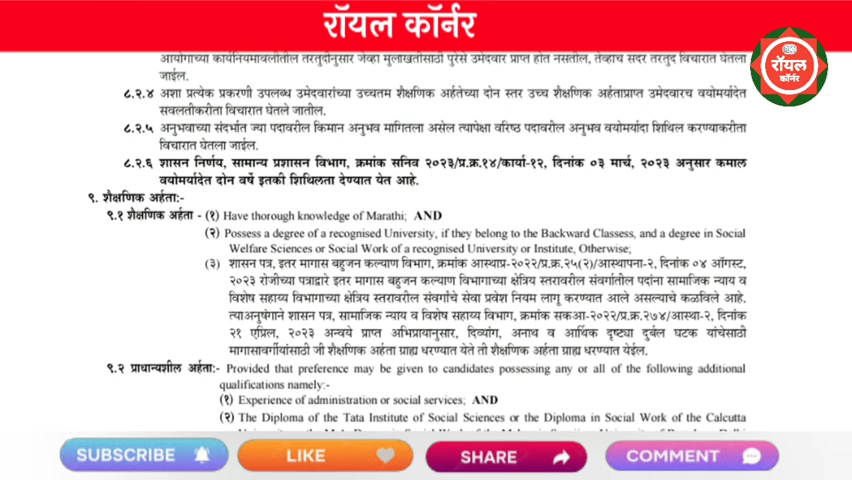 रॉयल कॉर्नर
रॉयल
कॉर्नर
आयोगाच्या कार्यनियमावलीतील तरतुदीनुसार जेव्हा मुलाखतीसाठी पुरेसे उमेदवार प्राप्त होत नसतील, तेव्हाच सदर तरतुद विचारात घेतला
जाईल.
८.२.४ अशा प्रत्येक प्रकरणी उपलब्ध उमेदवारांच्या उच्चतम शैक्षणिक अर्हतेच्या दोन स्तर उच्च शैक्षणिक अर्हताप्राप्त उमेदवारच वयोमर्यादेत
सवलतीकरीता विचारात घेतले जातील.
८.२.५ अनुभवाच्या संदर्भात ज्या पदावरील किमान अनुभव मागितला असेल त्यापेक्षा वरिष्ठ पदावरील अनुभव वयोमर्यादा शिथिल करण्याकरीता
विचारात घेतला जाईल.
८.२.६ शासन निर्णय, सामान्य प्रशासन विभाग, क्रमांक सनिव २०२३/प्र.क्र.१४/कार्या-१२, दिनांक ०३ मार्च, २०२३ अनुसार कमाल
वयोमर्यादेत दोन वर्षे इतकी शिथिलता देण्यात येत आहे.
९. शैक्षणिक अर्हता:-
९.१ शैक्षणिक अर्हता - (१) Have thorough knowledge of Marathi; AND
(२) Possess a degree of a recognised University, if they belong to the Backward Classess, and a degree in Social
Welfare Sciences or Social Work of a recognised University or Institute, Otherwise;
(३) शासन पत्र, इतर मागास बहुजन कल्याण विभाग, क्रमांक आस्थाप्र-२०२२/प्र.क्र.२५(२)/आस्थापना-२, दिनांक ०४ ऑगस्ट,
२०२३ रोजीच्या पत्राद्वारे इतर मागास बहुजन कल्याण विभागाच्या क्षेत्रिय स्तरावरील संवर्गातील पदांना सामाजिक न्याय व
विशेष सहाय्य विभागाच्या क्षेत्रिय स्तरावरील संवर्गांचे सेवा प्रवेश नियम लागू करण्यात आले असल्याचे कळविले आहे.
त्याअनुषंगाने शासन पत्र, सामाजिक न्याय व विशेष सहाय्य विभाग, क्रमांक सकआ-२०२२/प्र.क्र.२७४/आस्था-२, दिनांक
२१ एप्रिल, २०२३ अन्वये प्राप्त अभिप्रायानुसार, दिव्यांग, अनाथ व आर्थिक दृष्ट्या दुर्बल घटक यांचेसाठी
मागासवर्गीयांसाठी जी शैक्षणिक अर्हता ग्राह्य धरण्यात येते ती शैक्षणिक अर्हता ग्राह्य धरण्यात येईल.
९.२ प्राधान्यशील अर्हता:- Provided that preference may be given to candidates possessing any or all of the following additional
qualifications namely:-
(१) Experience of administration or social services; AND
(२) The Diploma of the Tata Institute of Social Sciences or the Diploma in Social Work of the Calcutta
SUBSCRIBE
LIKE
SHARE
COMMENT